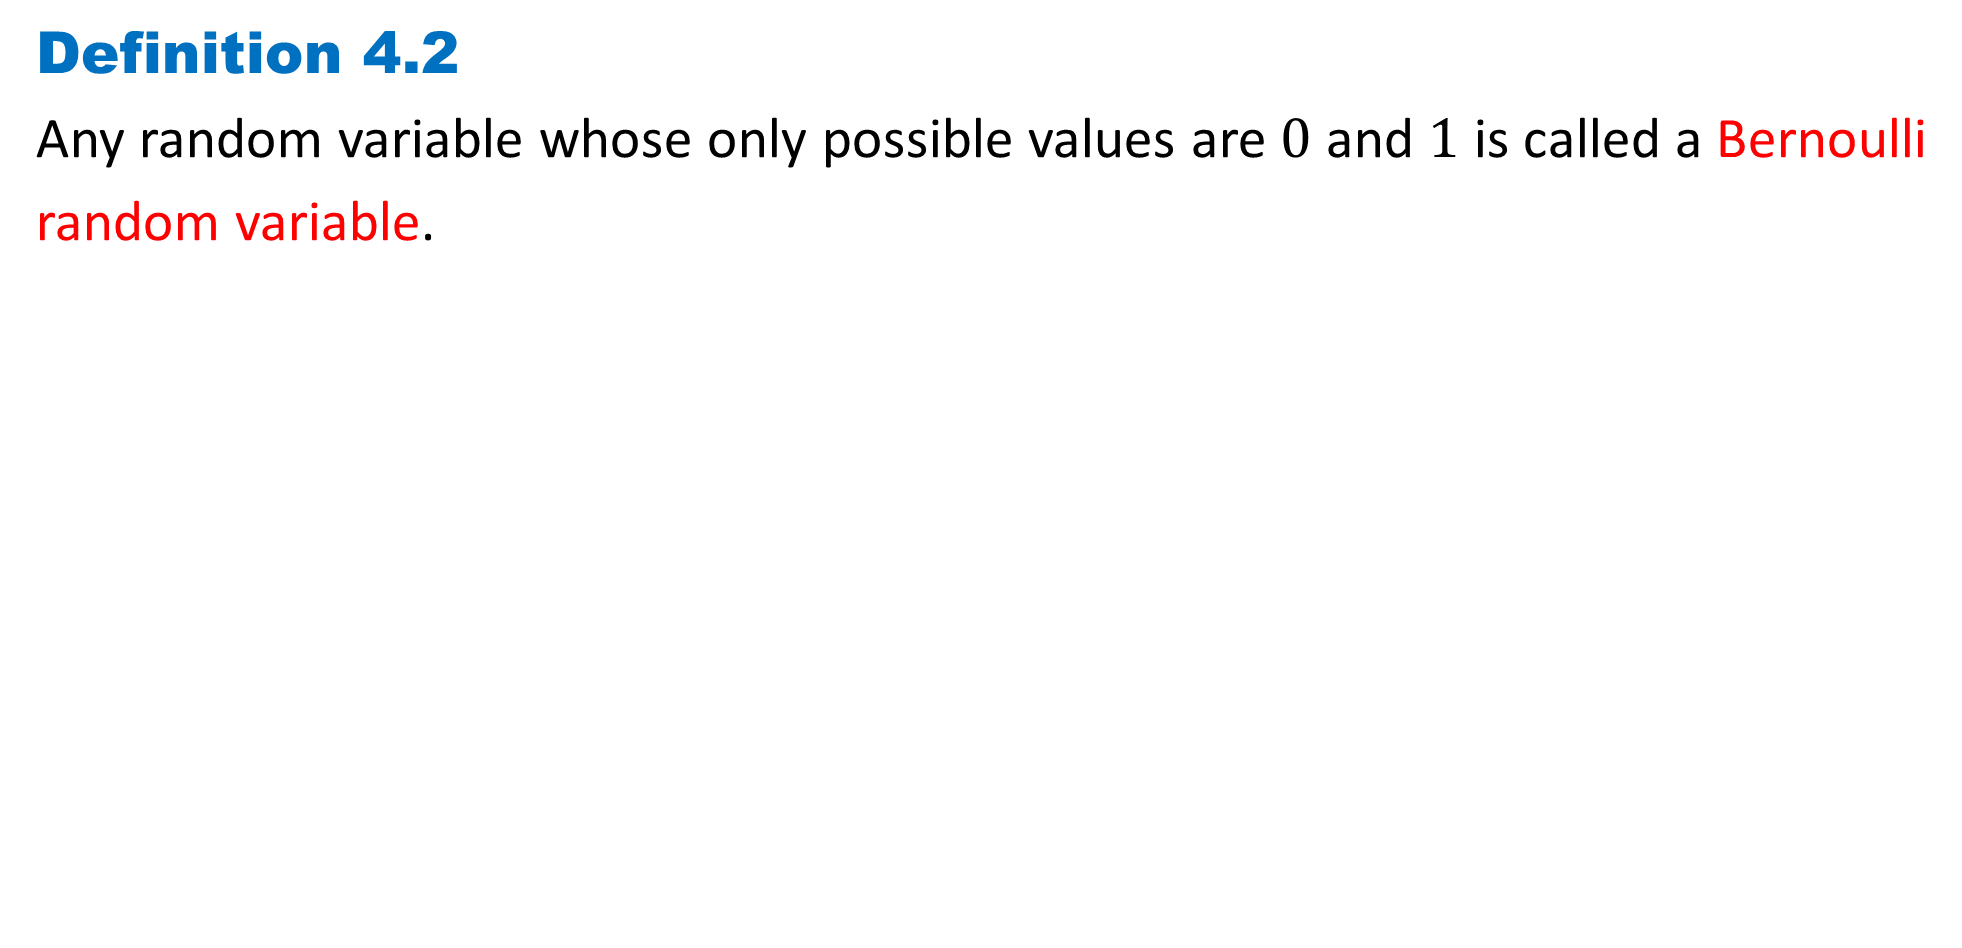 Definition 4.2
Any random variable whose only possible values are 0 and 1 is called a Bernoulli
random variable.